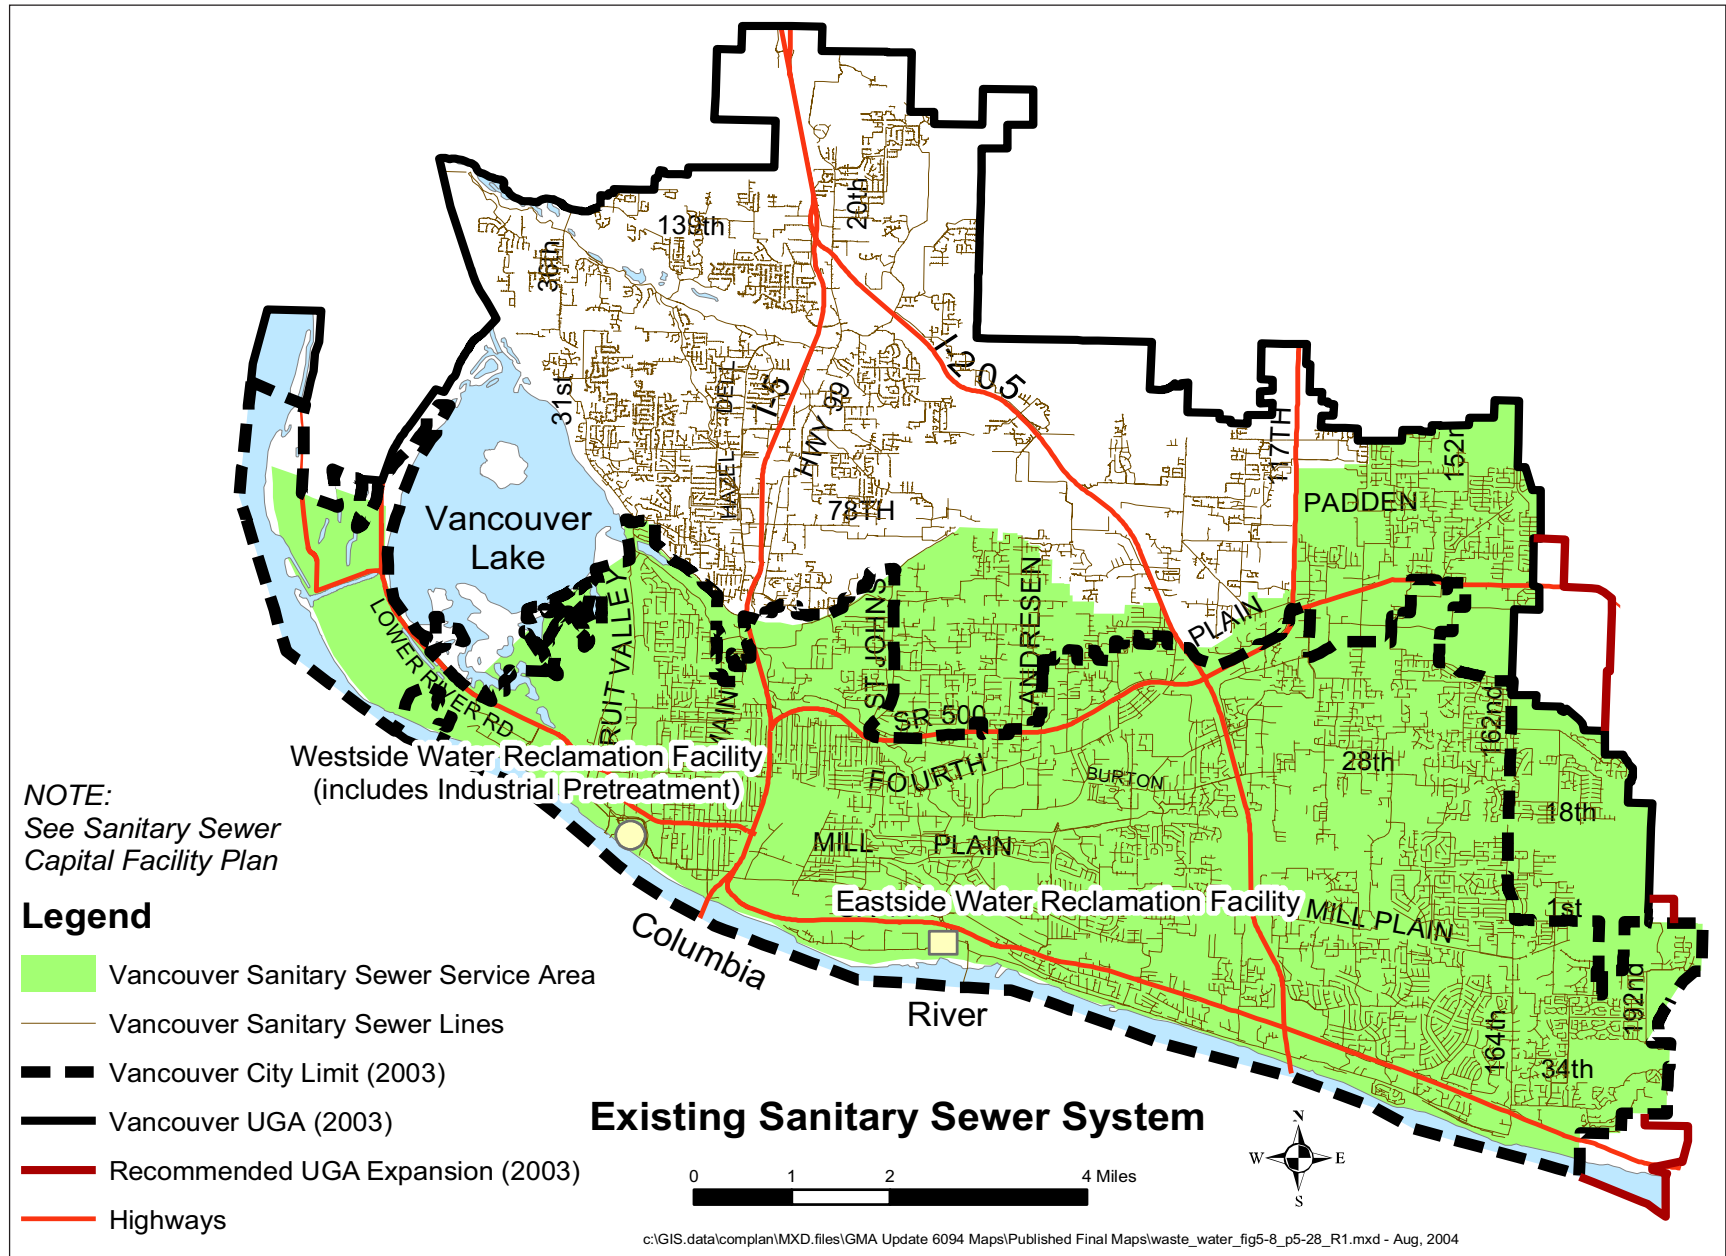 139th
20th
36th
31st
HAZEL DELL
I-5
HWY 99
I-205
78TH
117TH
PADDEN
Vancouver
Lake
LOWER RIVER RD
ST JOHNS
ANDRESEN
PLAIN
SR 500
162nd
FOURTH
BURTON
28th
18th
Westside Water Reclamation Facility
(includes Industrial Pretreatment)
MILL PLAIN
Eastside Water Reclamation Facility
MILL PLAIN
1st
192nd
164th
34th
Columbia
River
NOTE:
See Sanitary Sewer
Capital Facility Plan
Legend
Vancouver Sanitary Sewer Service Area
Vancouver Sanitary Sewer Lines
Vancouver City Limit (2003)
Vancouver UGA (2003)
Recommended UGA Expansion (2003)
Highways
Existing Sanitary Sewer System
0 1 2 4 Miles
N
W E
S
c:\GIS.data\complan\MXD.files\GMA Update 6094 Maps\Published Final Maps\waste_water_fig5-8_p5-28_R1.mxd - Aug, 2004